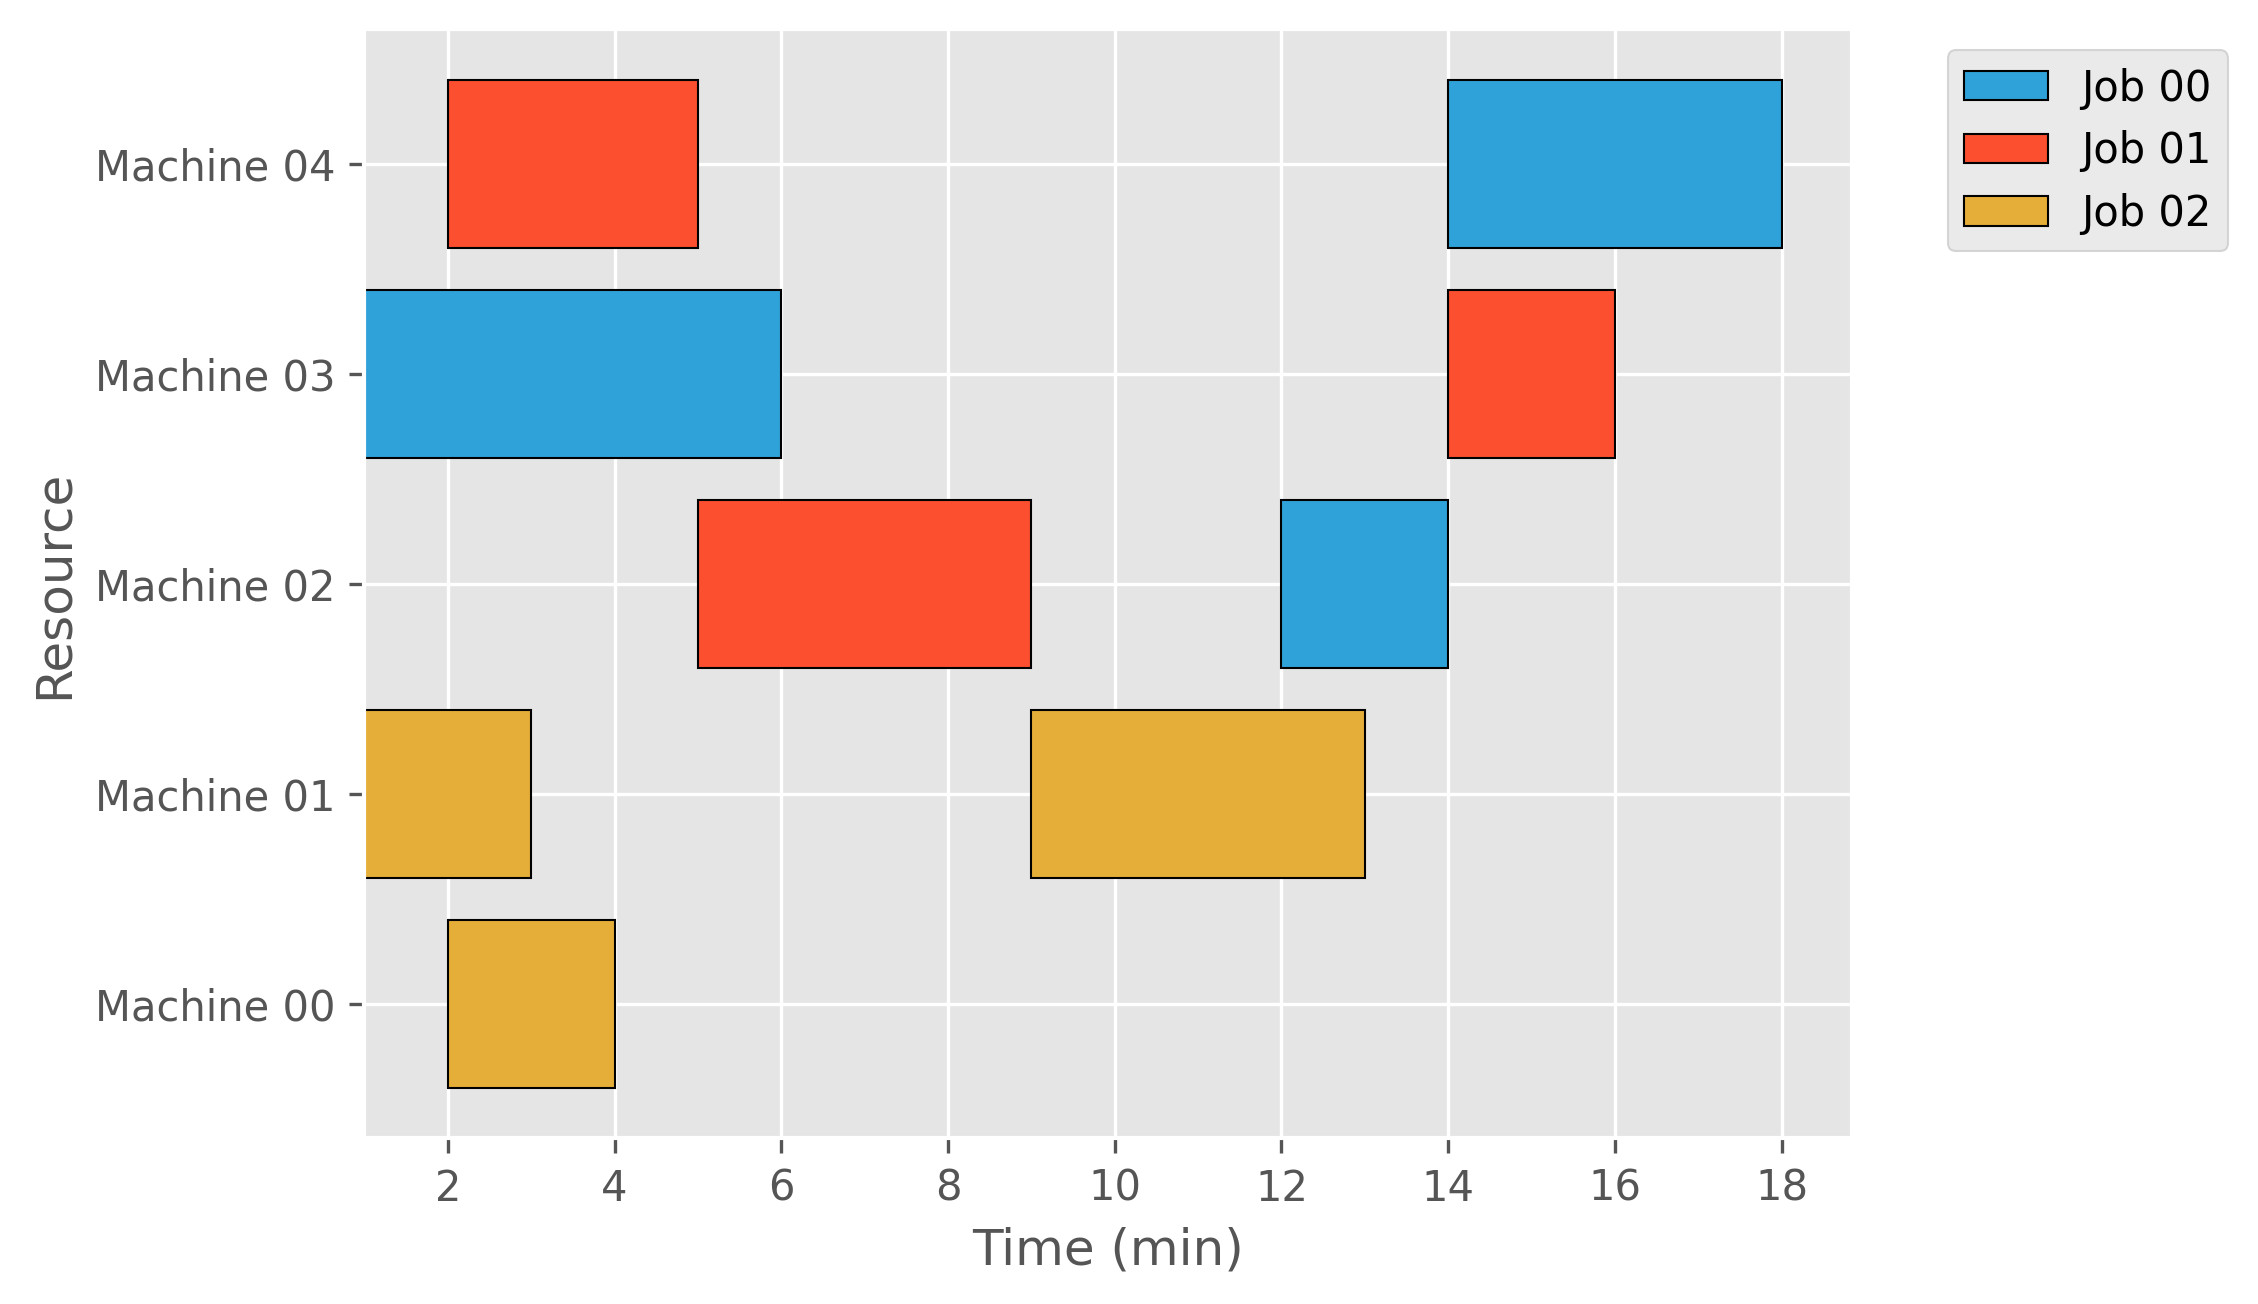 Machine 04
Machine 03
Machine 02
Machine 01
Machine 00
Resource
2 4 6 8 10 12 14 16 18
Time (min)
Job 00
Job 01
Job 02